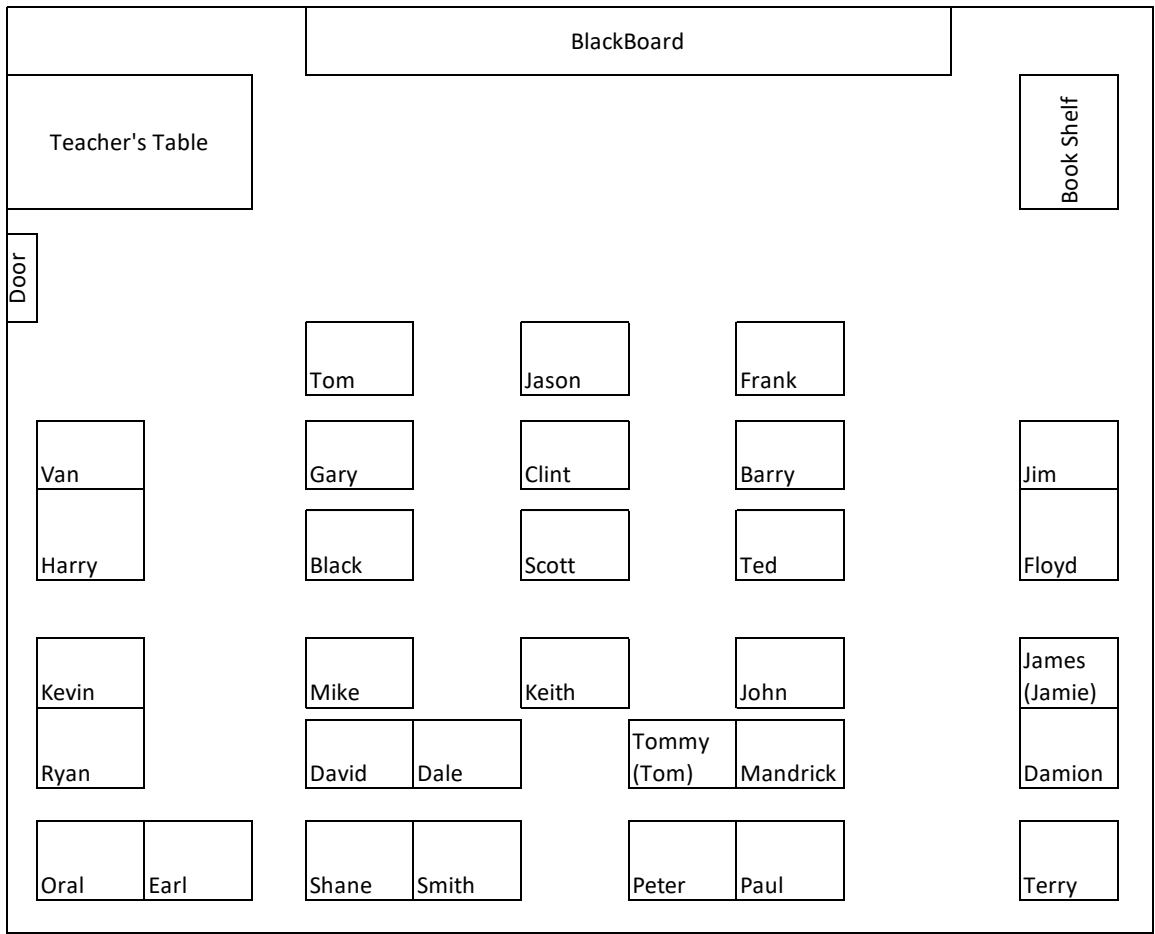 BlackBoard
Teacher's Table
Book Shelf
Door
Tom
Jason
Frank
Van
Gary
Clint
Barry
Jim
Harry
Black
Scott
Ted
Floyd
Kevin
Mike
Keith
John
James
(Jamie)
Ryan
David
Dale
Tommy
(Tom)
Mandrick
Damion
Oral
Earl
Shane
Smith
Peter
Paul
Terry